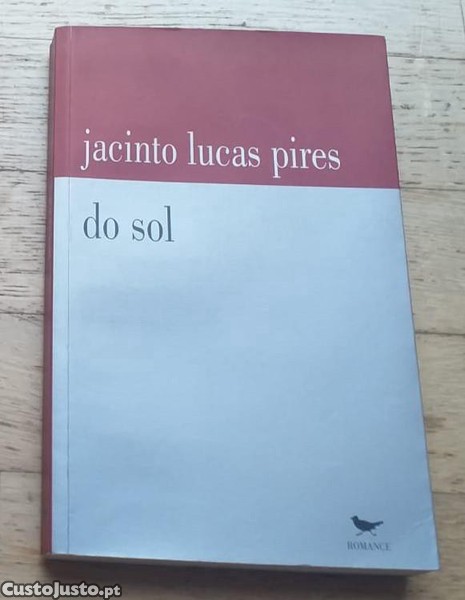 jacinto lucas pires
do sol
ROMANCE
CustoJusto.pt